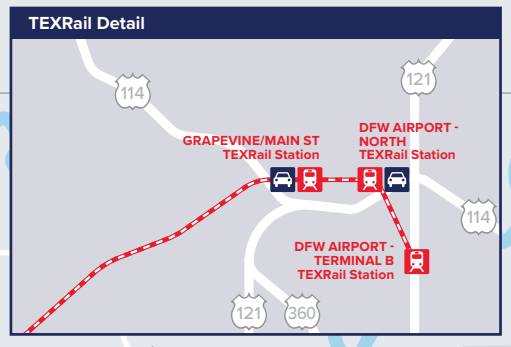 TEXRail Detail
114
121
GRAPEVINE/MAIN ST
TEXRail Station
DFW AIRPORT -
NORTH
TEXRail Station
114
DFW AIRPORT -
TERMINAL B
TEXRail Station
121
360